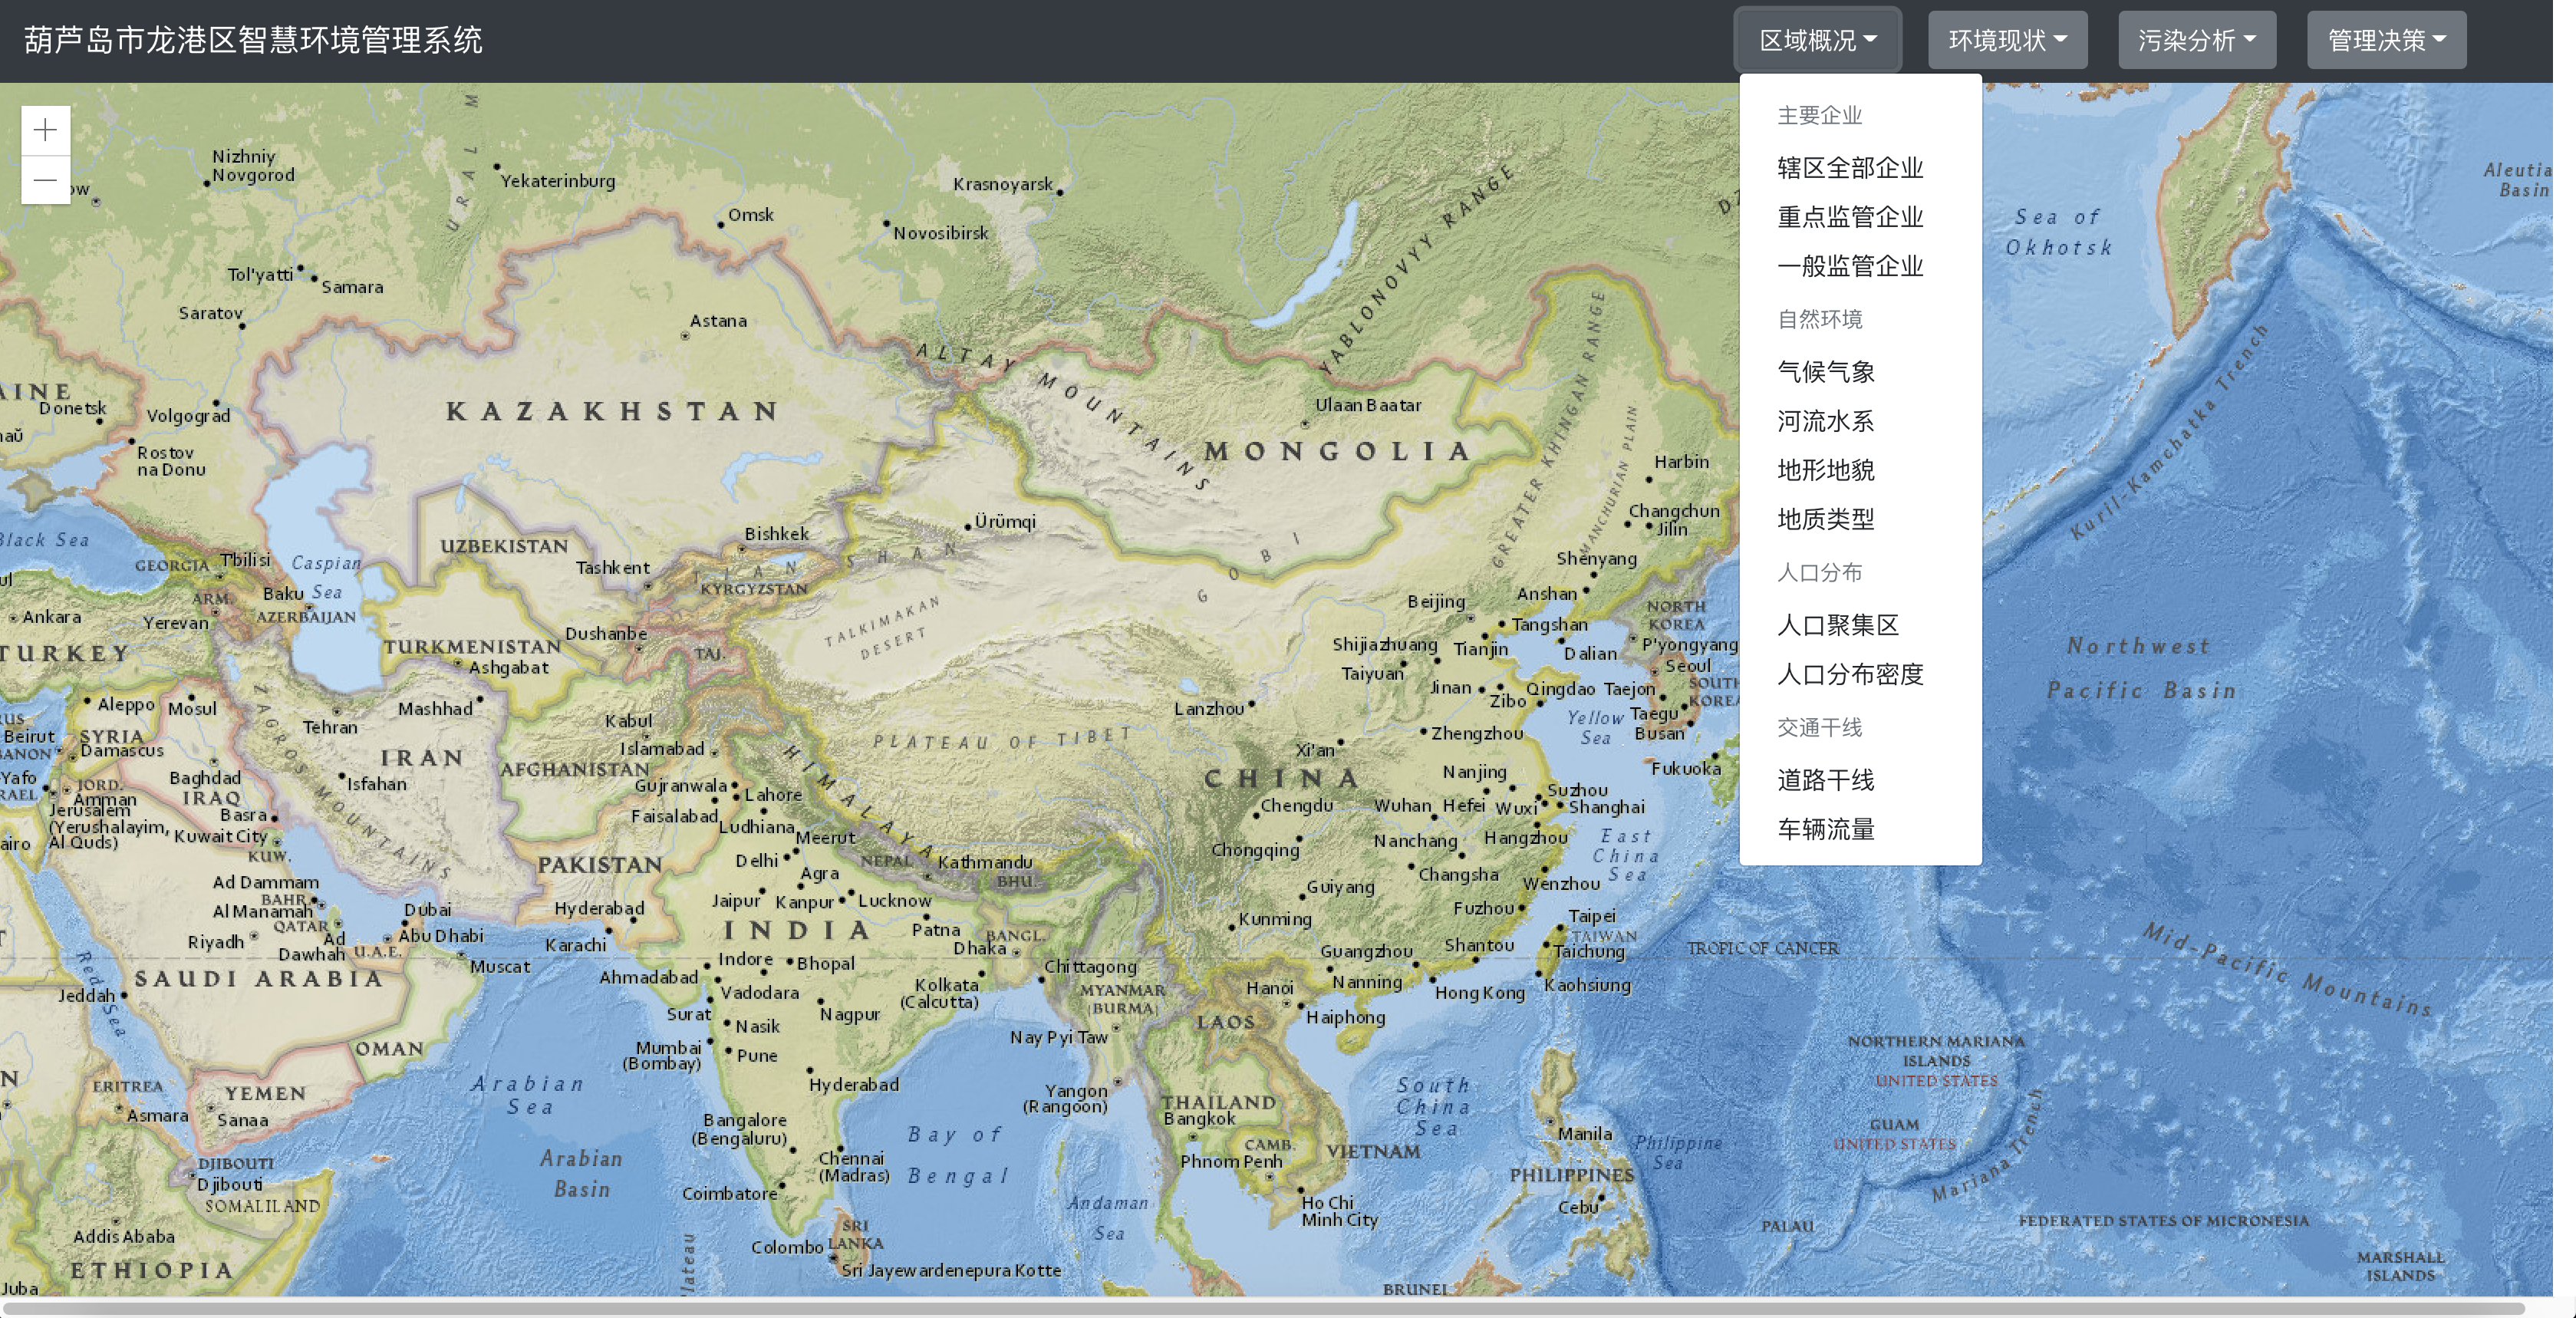 葫芦岛市龙港区智慧环境管理系统
区域概况 环境现状 污染分析 管理决策
主要企业
辖区全部企业
重点监管企业
一般监管企业
自然环境
气候气象
河流水系
地形地貌
地质类型
人口分布
人口聚集区
人口分布密度
交通干线
道路干线
车辆流量
Nizhniy
Novgorod
ow
URAL M
Yekaterinburg
Krasnoyarsk
Omsk
Novosibirsk
Tol'yatti
Samara
Saratov
Astana
AINE
Donetsk
Volgograd
Rostov
na Donu
KAZAKHSTAN
ALTAY MOUNTAINS
YABLONOVYY RANGE
Ulaan Baatar
MONGOLIA
GREATER KHINGAN RANGE
MANCHURIAN PLAIN
Harbin
Changchun
Jilin
Shenyang
Anshan
Sea of
Okhotsk
Aleutia
Basin
Kuril-Kamchatka Trench
Northwest
Pacific Basin
Mid-Pacific Mountains
Black Sea
GEORGIA
T'bilisi
Caspian
Sea
ARM.
Baku
AZERBAIJAN
Yerevan
Ankara
TURKEY
UZBEKISTAN
Tashkent
Bishkek
KYRGYZSTAN
TIAN SHAN
Ürümqi
GOBI
TALKIMAKAN
DESERT
TURKMENISTAN
Ashgabat
Dushanbe
TAJ.
Beijing
Tangshan
Shijiazhuang
Tianjin
Dalian
Taiyuan
Jinan
Zibo
Qingdao
NORTH
KOREA
P'yongyang
Seoul
SOUTH
KOREA
Taejon
Taegu
Busan
Fukuoka
Yellow
Sea
Aleppo
Mosul
Tehran
Mashhad
Kabul
Islamabad
Lanzhou
Zhengzhou
Xi'an
RUS
Beirut
BANON
SYRIA
Damascus
IRAN
AFGHANISTAN
PLATEAU OF TIBET
HIMALAYA
CHINA
Nanjing
Suzhou
Shanghai
Wuhan
Hefei
Wuxi
Chengdu
Yafo
RAEL
JORD.
Amman
Jerusalem
(Yerushalayim,
Al Quds)
Baghdad
IRAQ
Basra
Isfahan
ZAGROS MOUNTAINS
Kuwait City
KUW.
airo
Gujranwala
Lahore
Faisalabad
Ludhiana
Meerut
Delhi
Agra
NEPAL
Kathmandu
BHU.
Chongqing
Nanchang
Hangzhou
East
China
Sea
Changsha
Wenzhou
Guiyang
Fuzhou
Kunming
Taipei
TAIWAN
Taichung
Kaohsiung
PAKISTAN
Hyderabad
Karachi
Jaipur
Kanpur
Lucknow
INDIA
Patna
BANGL.
Dhaka
Ad Dammam
BAHR.
Al Manamah
QATAR
Dubai
Abu Dhabi
Riyadh
Ad
Dawhah
U.A.E.
Muscat
SAUDI ARABIA
Jeddah
Red Sea
Ahmadabad
Indore
Bhopal
Vadodara
Kolkata
(Calcutta)
Chittagong
MYANMAR
(BURMA)
Guangzhou
Shantou
Nanning
Hong Kong
Hanoi
Haiphong
LAOS
TROPIC OF CANCER
Surat
Nasik
Nagpur
Mumbai
(Bombay)
Pune
Hyderabad
Nay Pyi Taw
Yangon
(Rangoon)
OMAN
YEMEN
Sanaa
ERITREA
Asmara
Arabian
Sea
Arabian
Basin
Bangalore
(Bengaluru)
Chennai
(Madras)
Coimbatore
Bay of
Bengal
THAILAND
Bangkok
CAMB.
Phnom Penh
VIETNAM
Ho Chi
Minh City
South
China
Sea
Manila
PHILIPPINES
Cebu
Philippine
Sea
NORTHERN MARIANA
ISLANDS
UNITED STATES
GUAM
UNITED STATES
Mariana Trench
DJIBOUTI
Djibouti
SOMALILAND
Addis Ababa
ETHIOPIA
Juba
Colombo
SRI
LANKA
Sri Jayewardenepura Kotte
Andaman
Sea
PALAU
FEDERATED STATES OF MICRONESIA
MARSHALL
ISLANDS
BRUNEI
lateau